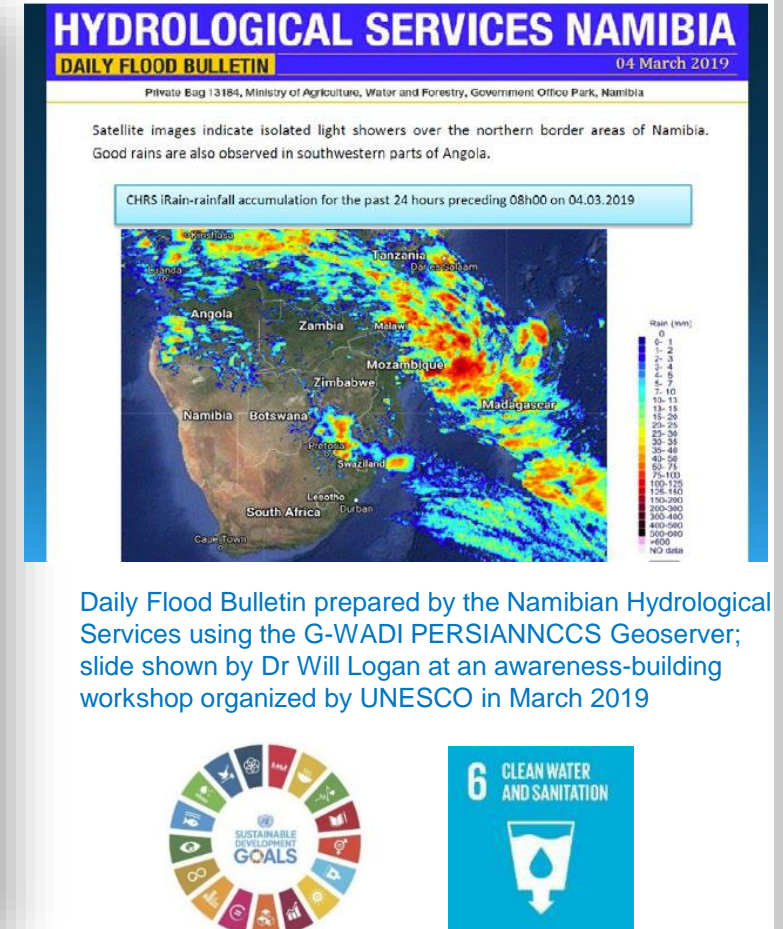 HYDROLOGICAL SERVICES NAMIBIA
DAILY FLOOD BULLETIN
04 March 2019
Private Bag 13184, Ministry of Agriculture, Water and Forestry, Government Office Park, Namibia
Satellite images indicate isolated light showers over the northern border areas of Namibia.
Good rains are also observed in southwestern parts of Angola.
CHRS iRain-rainfall accumulation for the past 24 hours preceding 08h00 on 04.03.2019
Kinshasa
Tanzania
Luanda
Dar es Salaam
Angola
Zambia
Malawi
Mozambique
Zimbabwe
Madagascar
Namibia
Botswana
Pretoria
Swaziland
Lesotho
South Africa
Durban
Cape Town
Rain (mm)
0
0- 1
1- 2
2- 3
3- 4
4- 5
5- 7
7- 10
10- 13
13- 15
15- 20
20- 25
25- 30
30- 35
35- 40
40- 50
50- 75
75-100
100-125
125-150
150-200
200-300
300-400
400-500
500-600
>600
NO data
Daily Flood Bulletin prepared by the Namibian Hydrological
Services using the G-WADI PERSIANNCCS Geoserver;
slide shown by Dr Will Logan at an awareness-building
workshop organized by UNESCO in March 2019
SUSTAINABLE
DEVELOPMENT
GOALS
6 CLEAN WATER
AND SANITATION